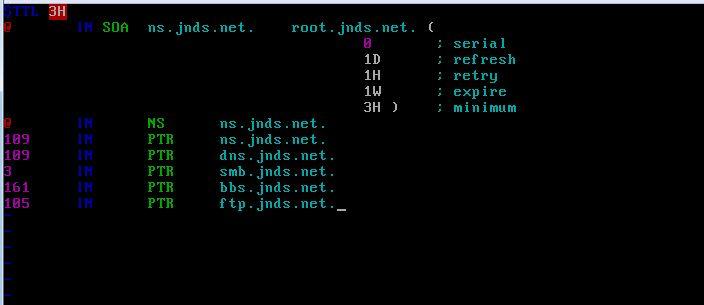 $TTL 3H
@ IN SOA ns.jnds.net. root.jnds.net. (
0 ; serial
1D ; refresh
1H ; retry
1W ; expire
3H ) ; minimum
@ IN NS ns.jnds.net.
109 IN PTR ns.jnds.net.
109 IN PTR dns.jnds.net.
3 IN PTR smb.jnds.net.
161 IN PTR bbs.jnds.net.
105 IN PTR ftp.jnds.net._
~
~
~
~
~
~